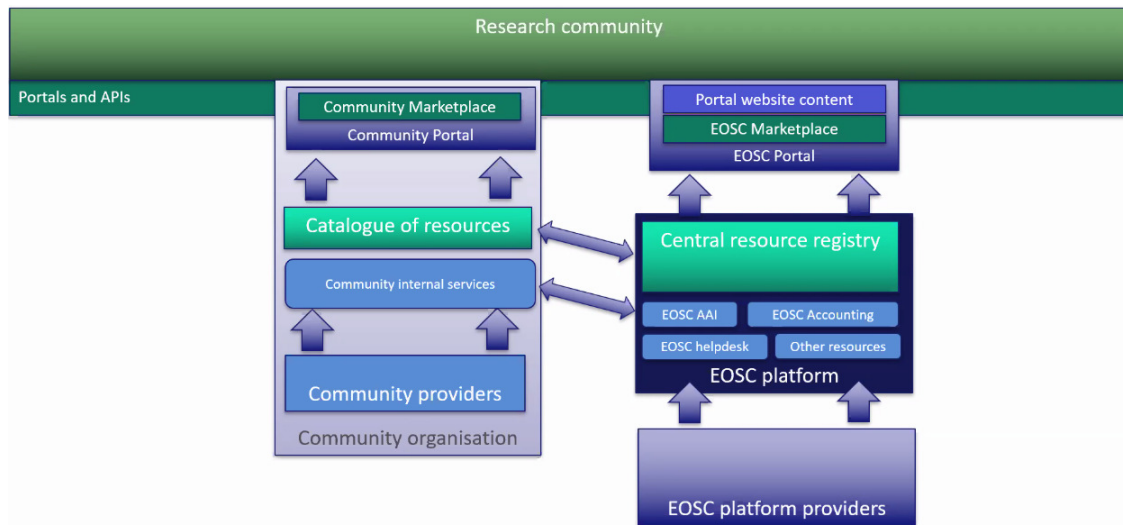 Research community
Portals and APIs
Community Marketplace
Community Portal
Catalogue of resources
Community internal services
Community providers
Community organisation
Portal website content
EOSC Marketplace
EOSC Portal
Central resource registry
EOSC AAI
EOSC Accounting
EOSC helpdesk
Other resources
EOSC platform
EOSC platform providers